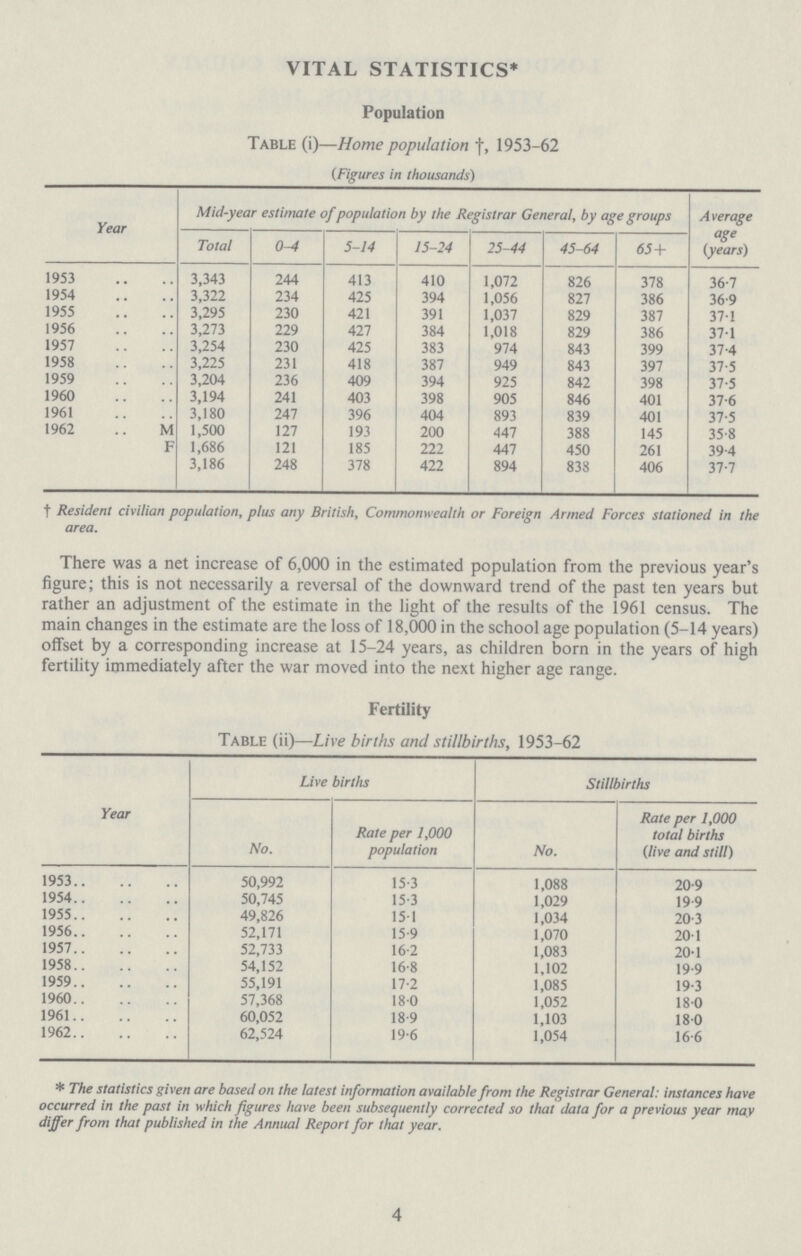 VITAL STATISTICS*
Population
TABLE (i)—Home population †, 1953-62
(Figures in thousands)
Year
Mid-year estimate of population by the Registrar General, by age groups
Average age (years)
Total 0-4 5-14 15-24 25-44 45-64 65+
1953 .. .. 3,343 244 413 410 1,072 826 378 36·7
1954 .. .. 3,322 234 425 394 1,056 827 386 36·9
1955 .. .. 3,295 230 421 391 1,037 829 387 37·1
1956 .. .. 3,273 229 427 384 1,018 829 386 37·1
1957 .. .. 3,254 230 425 383 974 843 399 37·4
1958 .. .. 3,225 231 418 387 949 843 397 37·5
1959 .. .. 3,204 236 409 394 925 842 398 37·5
1960 .. .. 3,194 241 403 398 905 846 401 37·6
1961 .. .. 3,180 247 396 404 893 839 401 37·5
1962 .. M 1,500 127 193 200 447 388 145 35·8
F 1,686 121 185 222 447 450 261 39·4
3,186 248 378 422 894 838 406 37·7
† Resident civilian population, plus any British, Commonwealth or Foreign Armed Forces stationed in the
area.
There was a net increase of 6,000 in the estimated population from the previous year's
figure; this is not necessarily a reversal of the downward trend of the past ten years but
rather an adjustment of the estimate in the light of the results of the 1961 census. The
main changes in the estimate are the loss of 18,000 in the school age population (5-14 years)
offset by a corresponding increase at 15-24 years, as children born in the years of high
fertility immediately after the war moved into the next higher age range.
Fertility
TABLE (ii)—Live births and stillbirths, 1953-62
Year
Live births
Stillbirths
No.
Rate per 1,000
population
No.
Rate per 1,000
total births
(live and still)
1953.. .. .. 50,992 15·3 1,088 20·9
1954.. .. .. 50,745 15·3 1,029 19·9
1955.. .. .. 49,826 15·1 1,034 20·3
1956.. .. .. 52,171 15·9 1,070 20·1
1957.. .. .. 52,733 16·2 1,083 20·1
1958.. .. .. 54,152 16·8 1,102 19·9
1959.. .. .. 55,191 17·2 1,085 19·3
1960.. .. .. 57,368 18·0 1,052 18·0
1961.. .. .. 60,052 18·9 1,103 18·0
1962.. .. .. 62,524 19·6 1,054 16·6
* The statistics given are based on the latest information available from the Registrar General: instances have
occurred in the past in which figures have been subsequently corrected so that data for a previous year may
differ from that published in the Annual Report for that year.
4